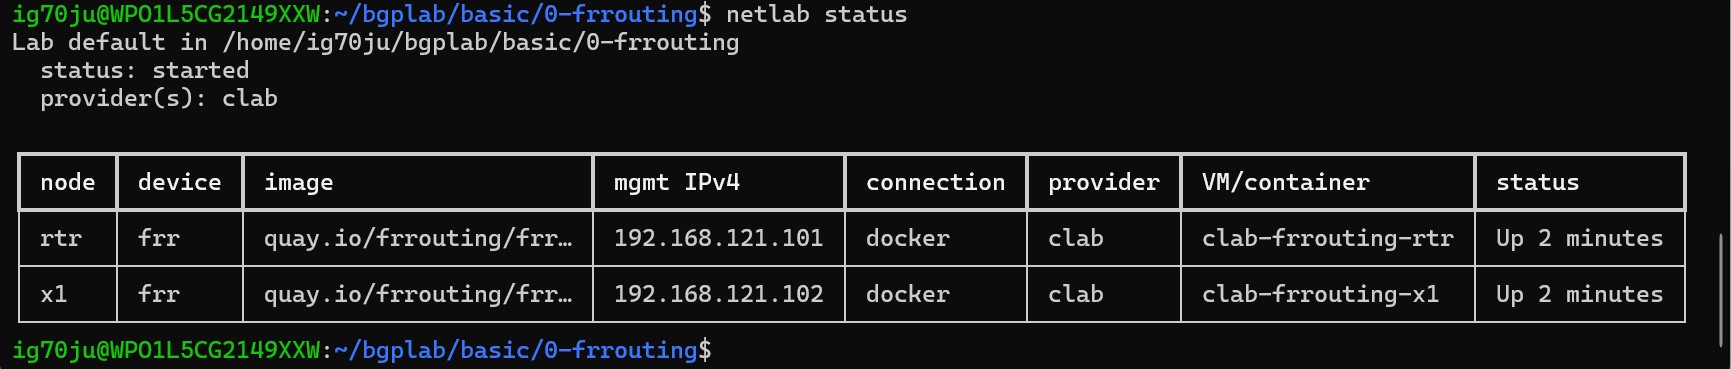 ig70ju@WPO1L5CG2149XXW:~/bgplab/basic/0-frrouting$ netlab status
Lab default in /home/ig70ju/bgplab/basic/0-frrouting
  status: started
  provider(s): clab
node device image mgmt IPv4 connection provider VM/container status
rtr frr quay.io/frrouting/frr… 192.168.121.101 docker clab clab-frrouting-rtr Up 2 minutes
x1 frr quay.io/frrouting/frr… 192.168.121.102 docker clab clab-frrouting-x1 Up 2 minutes
ig70ju@WPO1L5CG2149XXW:~/bgplab/basic/0-frrouting$